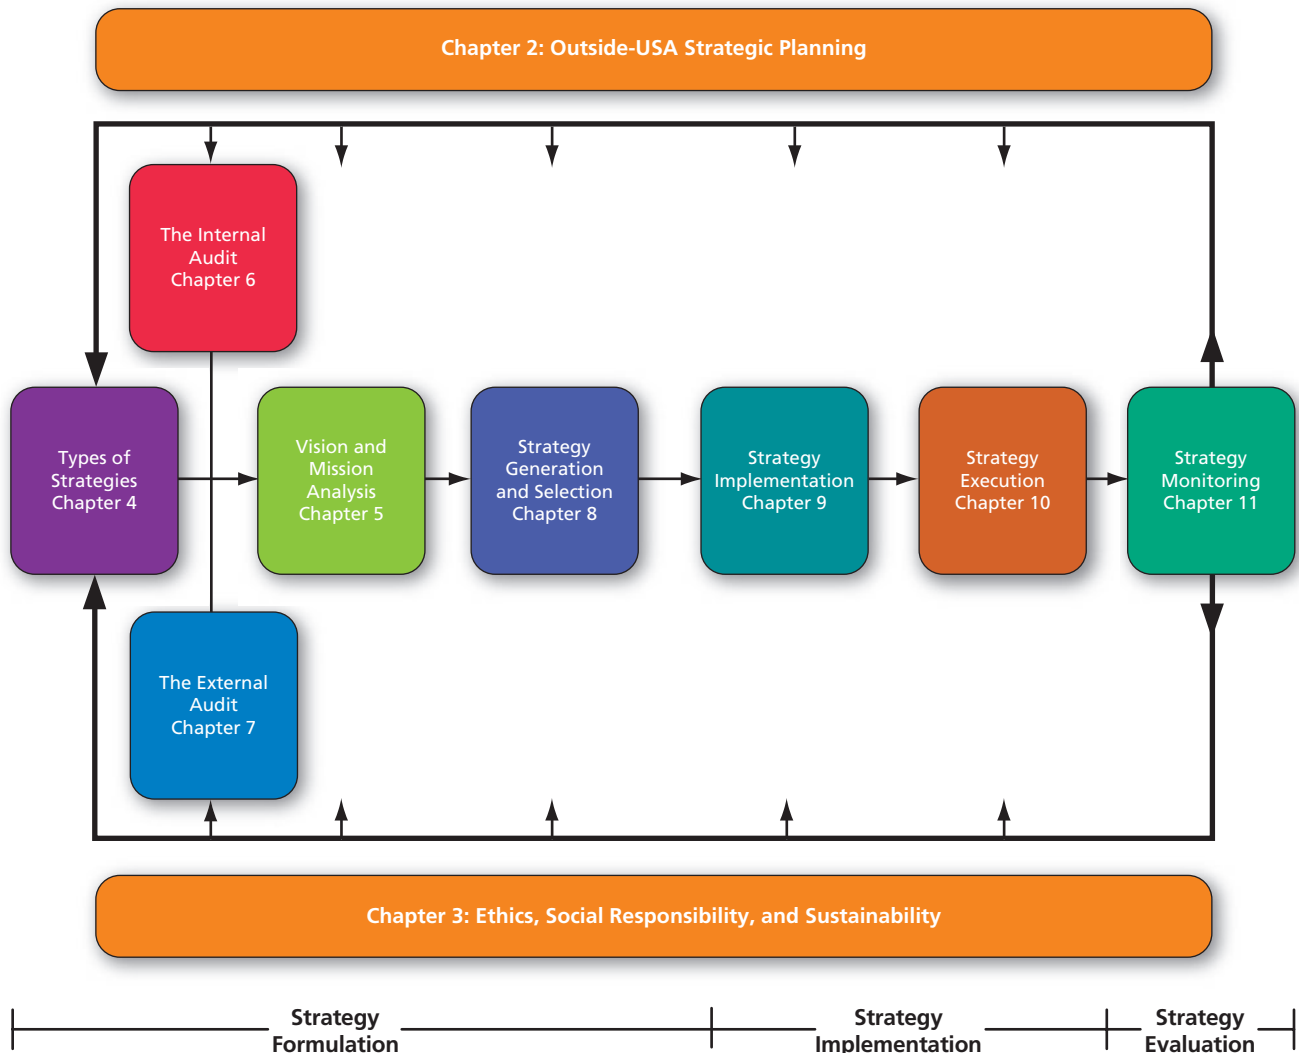 Chapter 2: Outside-USA Strategic Planning
The Internal
Audit
Chapter 6
Types of
Strategies
Chapter 4
Vision and
Mission
Analysis
Chapter 5
Strategy
Generation
and Selection
Chapter 8
Strategy
Implementation
Chapter 9
Strategy
Execution
Chapter 10
Strategy
Monitoring
Chapter 11
The External
Audit
Chapter 7
Chapter 3: Ethics, Social Responsibility, and Sustainability
Strategy
Formulation
Strategy
Implementation
Strategy
Evaluation